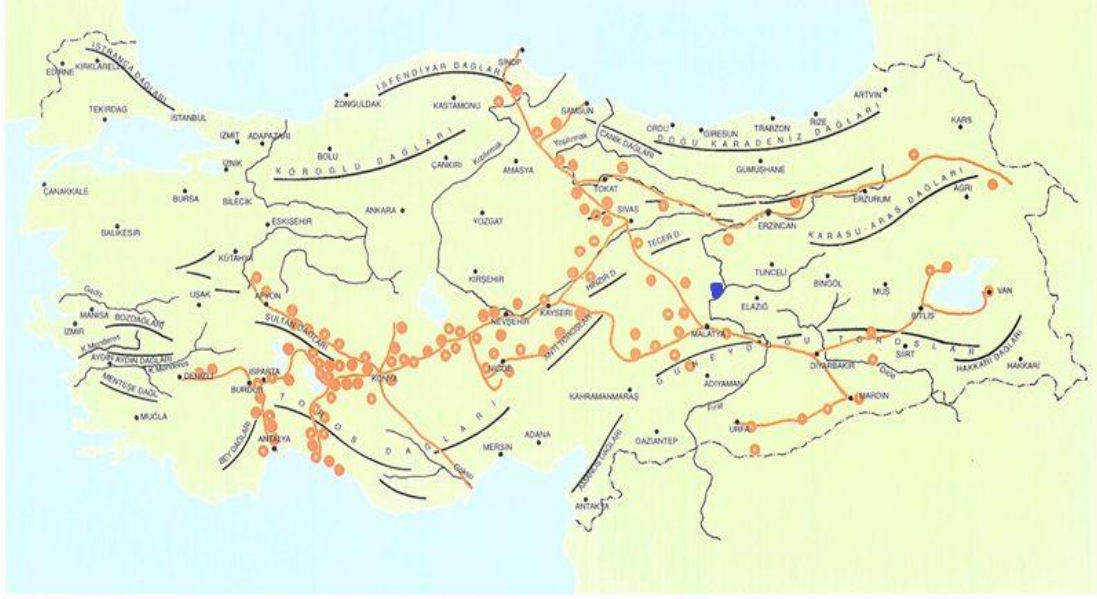 SİNOP
ISTRANCA DAĞLARI
EDİRNE
KIRKLARELİ
İSFENDİYAR DAĞLARI
ARTVİN
TEKİRDAG
ZONGULDAK
KASTAMONU
SAMSUN
İSTANBUL
ORDU
GİRESUN
TRABZON
RİZE
KARS
İZMİT
ADAPAZARI
Yeşilırmak
CANİK DAĞLARI
DOĞU KARADENİZ DAĞLARI
BOLU
KÖROĞLU DAĞLARI
ÇANKIRI
Kızılırmak
AMASYA
GÜMÜŞHANE
İZNİK
ÇANAKKALE
BURSA
BİLECİK
TOKAT
ERZURUM
AĞRI
ANKARA
YOZGAT
SİVAS
ERZİNCAN
KARASU-ARAS DAĞLARI
BALIKESİR
ESKİŞEHİR
TECER D
KÜTAHYA
KIRŞEHİR
HINZIR D
TUNCELİ
BİNGÖL
MUŞ
VAN
Gediz
UŞAK
AFYON
ELAZIĞ
BİTLİS
MANİSA
BOZDAĞLARI
SULTAN DAĞLARI
NEVŞEHİR
KAYSERİ
İZMİR
MALATYA
K Menderes
ANTİ TOROSLAR
GÜNEYDOĞU TOROSLAR
SİİRT
HAKKARİ DAĞLARI
HAKKARİ
AYDIN
AYDIN DAĞLARI
K Menderes
DENİZLİ
ISPARTA
BURDUR
KONYA
NİĞDE
DİYARBAKIR
Dicle
MENTEŞE DAĞL
ADIYAMAN
KAHRAMANMARAŞ
MARDİN
MUĞLA
TOROS DAĞLARI
Fırat
URFA
BEY DAĞLARI
ANTALYA
MERSİN
ADANA
GAZİANTEP
Göksu
AMANOS DAĞLARI
ANTAKYA